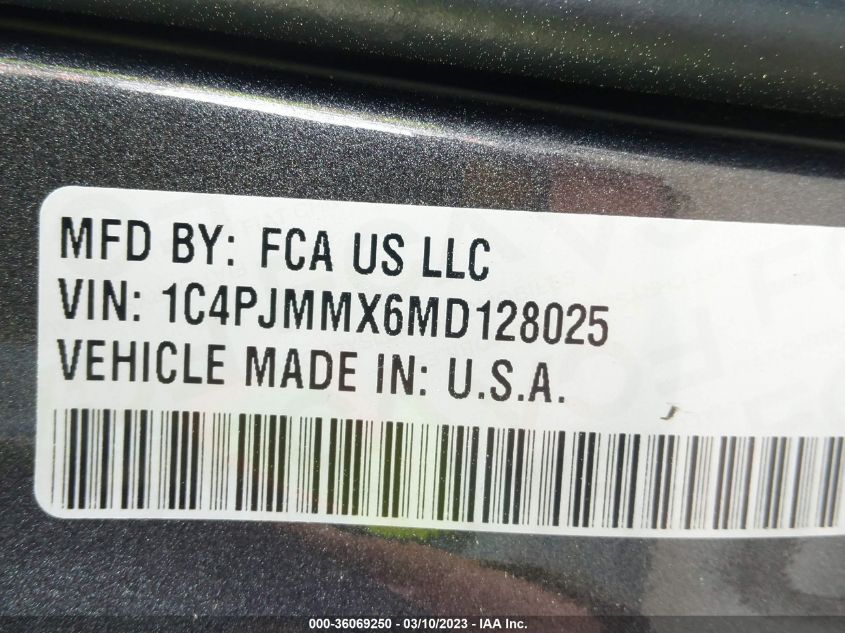 MFD BY: FCA US LLC
VIN: 1C4PJMMX6MD128025
VEHICLE MADE IN: U.S.A.
000-36069250 - 03/10/2023 - IAA Inc.